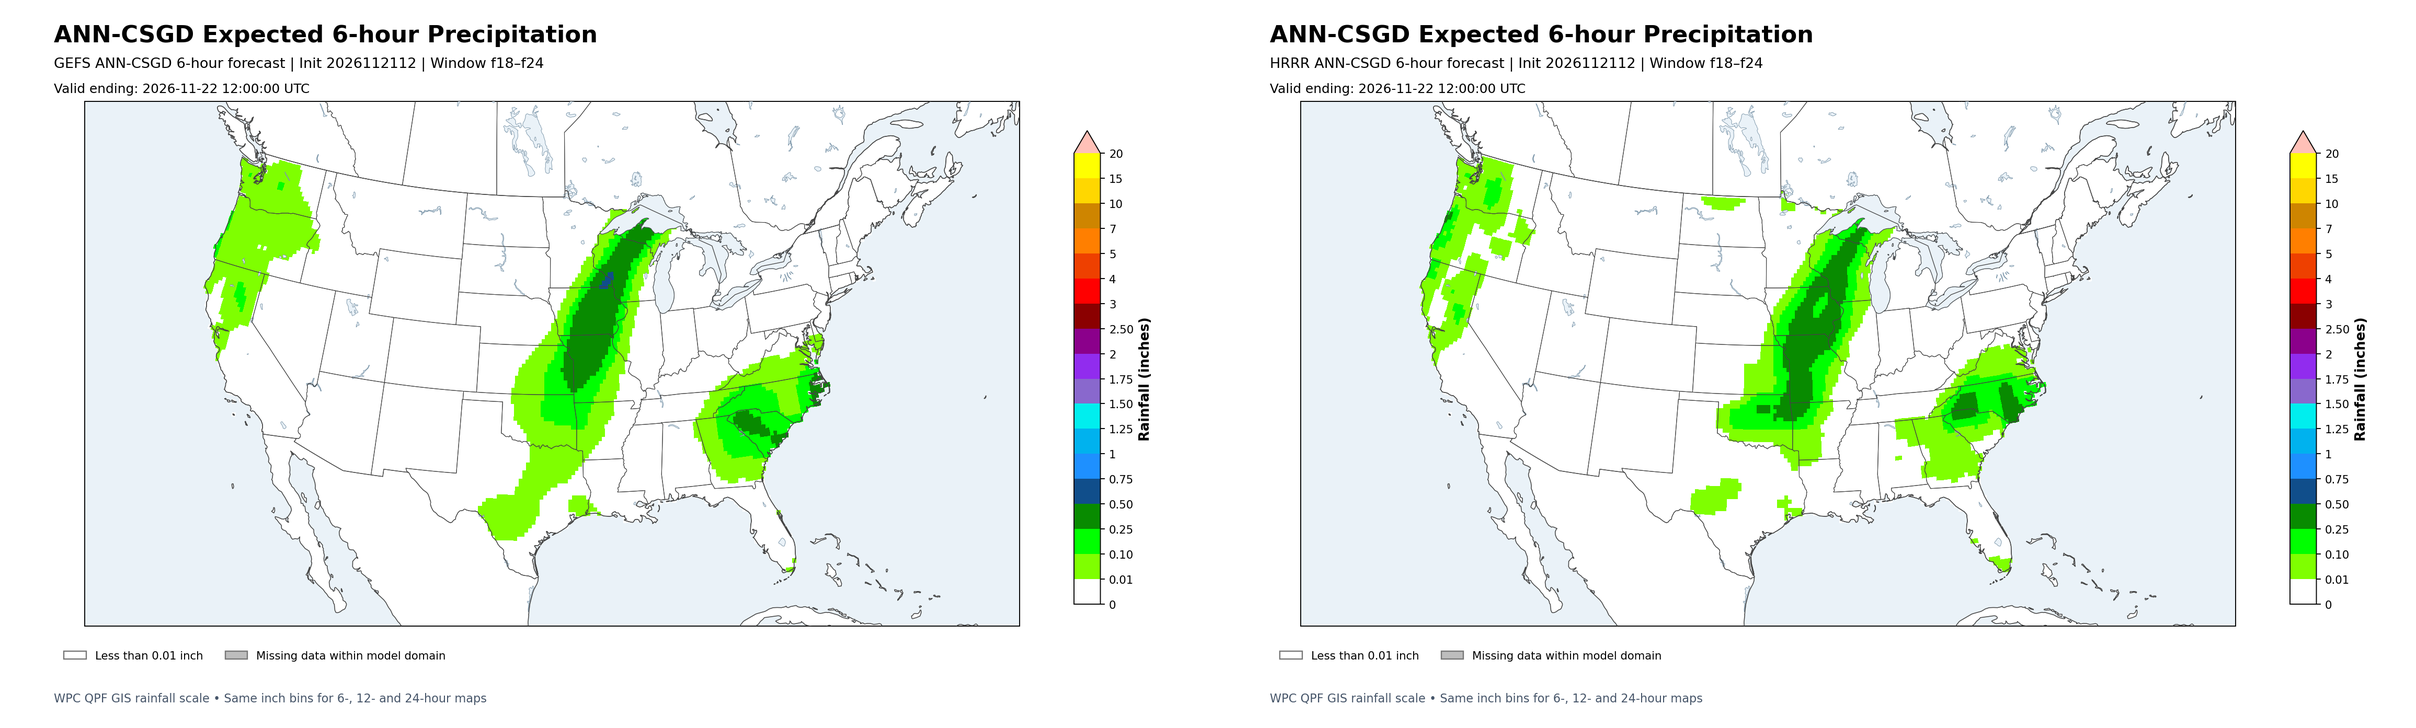 ANN-CSGD Expected 6-hour Precipitation
GEFS ANN-CSGD 6-hour forecast | Init 2026112112 | Window f18–f24
Valid ending: 2026-11-22 12:00:00 UTC
20
15
10
7
5
4
3
2.50
2
1.75
1.50
1.25
1
0.75
0.50
0.25
0.10
0.01
0
Rainfall (inches)
Less than 0.01 inch
Missing data within model domain
WPC QPF GIS rainfall scale • Same inch bins for 6-, 12- and 24-hour maps
ANN-CSGD Expected 6-hour Precipitation
HRRR ANN-CSGD 6-hour forecast | Init 2026112112 | Window f18–f24
Valid ending: 2026-11-22 12:00:00 UTC
20
15
10
7
5
4
3
2.50
2
1.75
1.50
1.25
1
0.75
0.50
0.25
0.10
0.01
0
Rainfall (inches)
Less than 0.01 inch
Missing data within model domain
WPC QPF GIS rainfall scale • Same inch bins for 6-, 12- and 24-hour maps